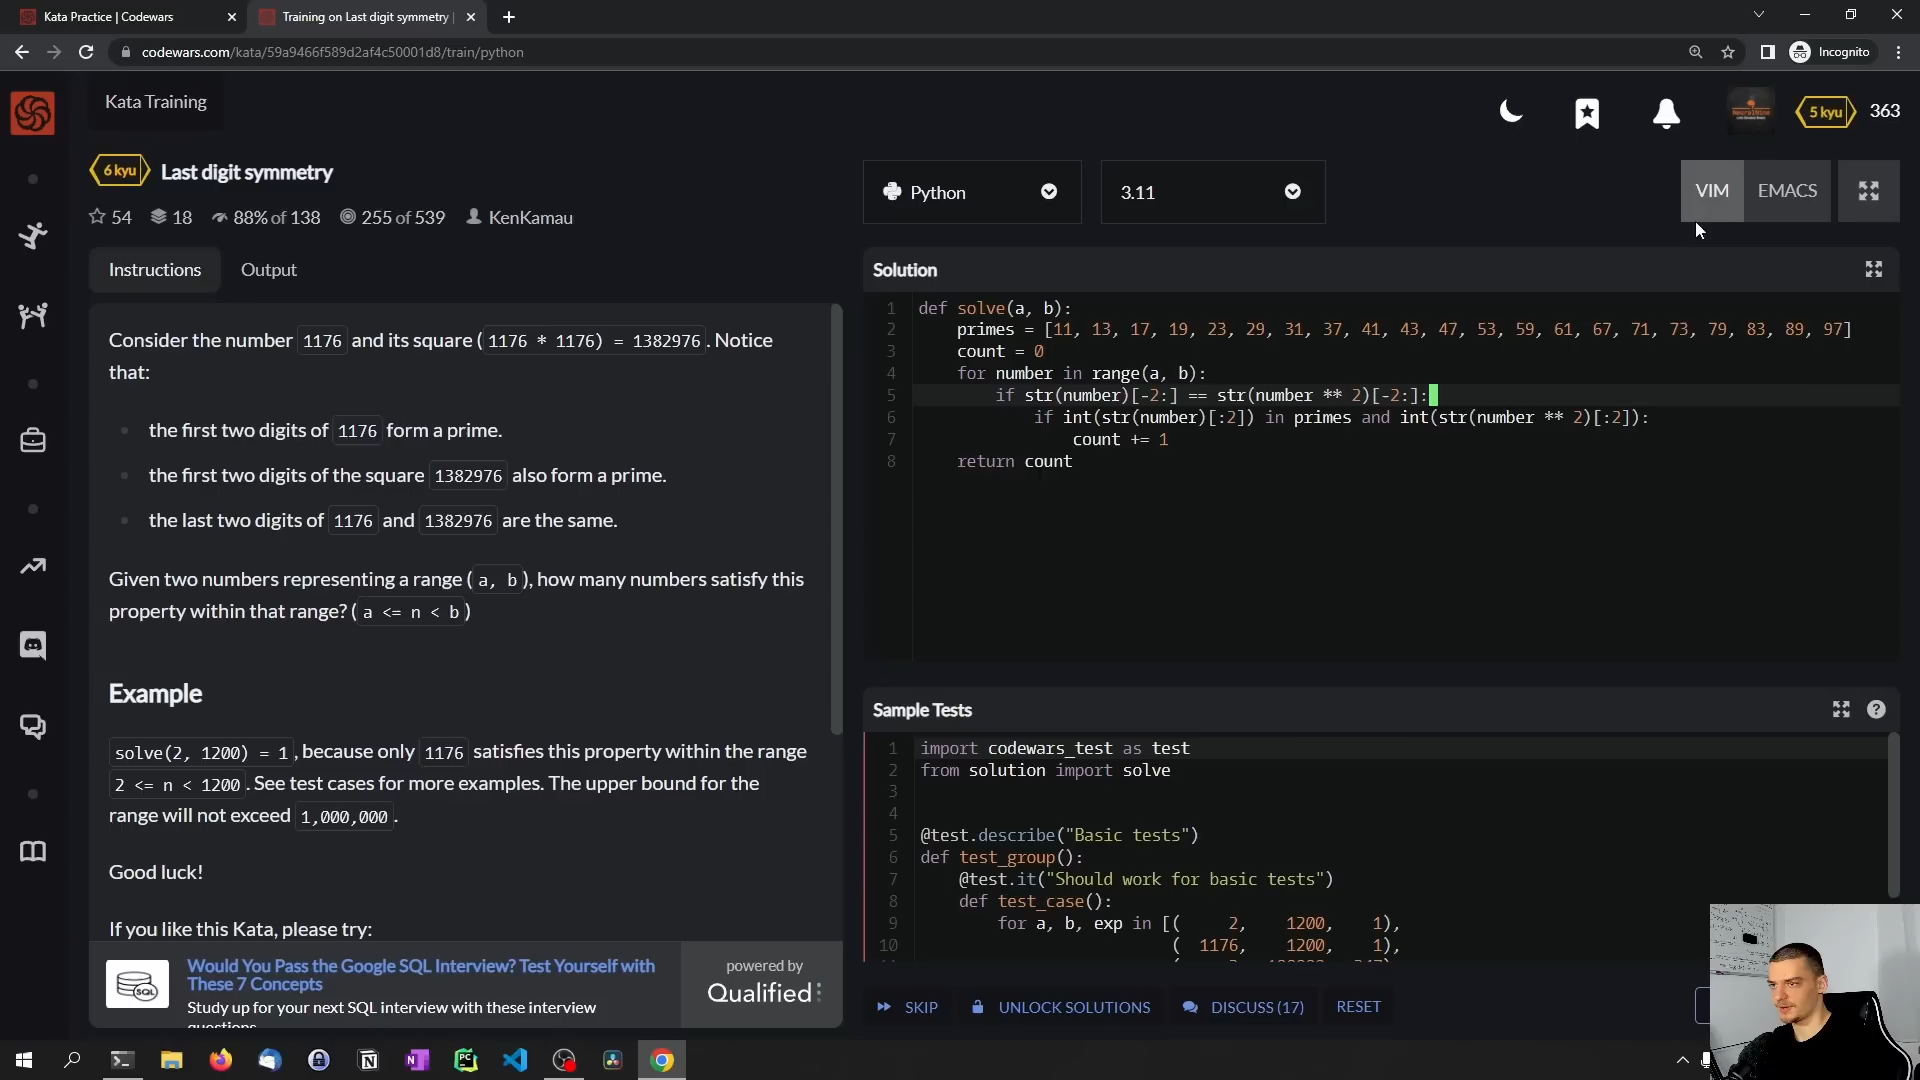 Kata Practice | Codewars
Training on Last digit symmetry |
codewars.com/kata/59a9466f589d2af4c50001d8/train/python
Incognito
Kata Training
5 kyu
363
6 kyu
Last digit symmetry
54
18
88% of 138
255 of 539
KenKamau
Python
3.11
VIM
EMACS
Instructions
Output
Consider the number 1176 and its square (1176 * 1176) = 1382976. Notice
that:
the first two digits of 1176 form a prime.
the first two digits of the square 1382976 also form a prime.
the last two digits of 1176 and 1382976 are the same.
Given two numbers representing a range (a, b), how many numbers satisfy this
property within that range? (a <= n < b)
Example
solve(2, 1200) = 1, because only 1176 satisfies this property within the range
2 <= n < 1200. See test cases for more examples. The upper bound for the
range will not exceed 1,000,000.
Good luck!
If you like this Kata, please try:
SQL
Would You Pass the Google SQL Interview? Test Yourself with
These 7 Concepts
Study up for your next SQL interview with these interview
questions.
powered by
Qualified
Solution
1 def solve(a, b):
2 primes = [11, 13, 17, 19, 23, 29, 31, 37, 41, 43, 47, 53, 59, 61, 67, 71, 73, 79, 83, 89, 97]
3 count = 0
4 for number in range(a, b):
5 if str(number)[-2:] == str(number ** 2)[-2:]:
6 if int(str(number)[:2]) in primes and int(str(number ** 2)[:2]):
7 count += 1
8 return count
Sample Tests
1 import codewars_test as test
2 from solution import solve
3
4
5 @test.describe("Basic tests")
6 def test_group():
7 @test.it("Should work for basic tests")
8 def test_case():
9 for a, b, exp in [( 2, 1200, 1),
10 ( 1176, 1200, 1),
SKIP
UNLOCK SOLUTIONS
DISCUSS (17)
RESET